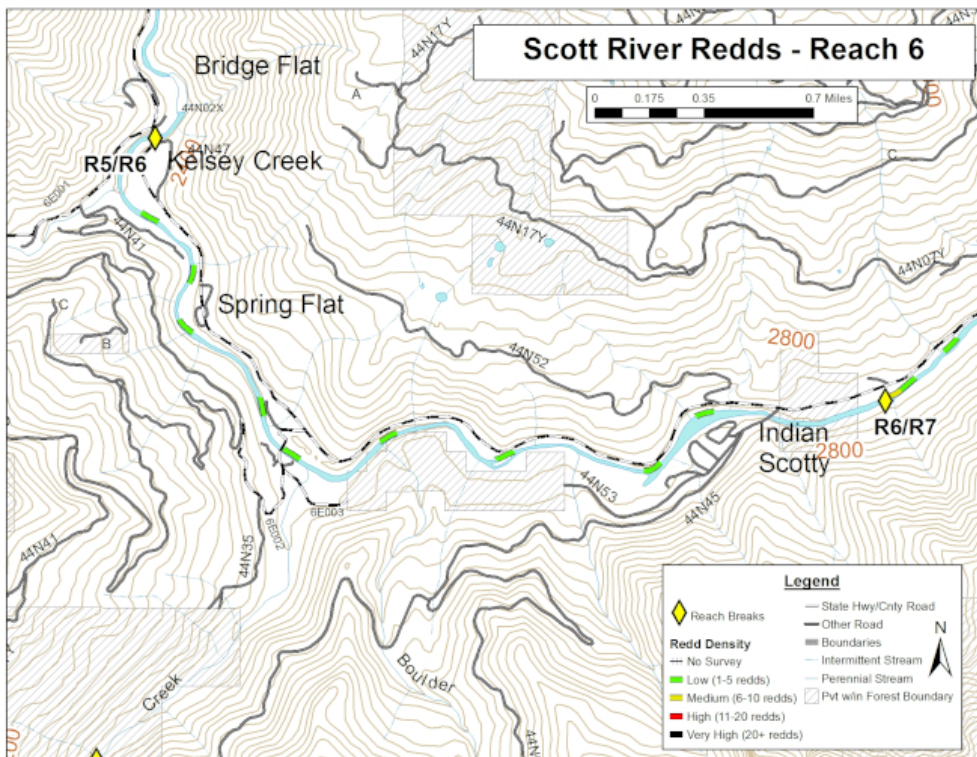 Scott River Redds - Reach 6
0 0.175 0.35 0.7 Miles
44N17Y
Bridge Flat
A
44N02X
44N47
Kelsey Creek
R5/R6
2400
C
6E001
44N41
44N17Y
44N07Y
Spring Flat
C
B
44N52
2800
R6/R7
Indian
Scotty
2800
44N53
44N45
6E003
6E002
44N41
44N35
Boulder
Creek
Legend
Reach Breaks
Redd Density
No Survey
Low (1-5 redds)
Medium (6-10 redds)
High (11-20 redds)
Very High (20+ redds)
State Hwy/Cnty Road
Other Road
Boundaries
Intermittent Stream
Perennial Stream
Pvt w/in Forest Boundary
N